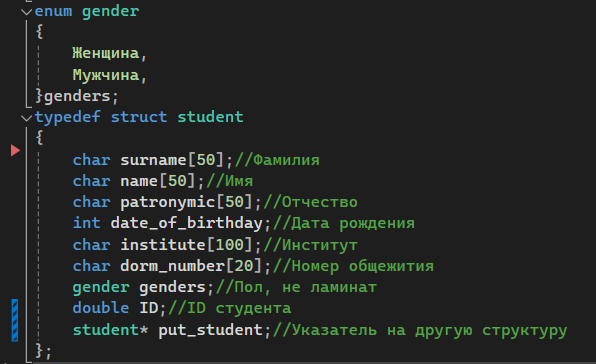 enum gender
{
Женщина,
Мужчина,
}genders;
typedef struct student
{
char surname[50];//Фамилия
char name[50];//Имя
char patronymic[50];//Отчество
int date_of_birthday;//Дата рождения
char institute[100];//Институт
char dorm_number[20];//Номер общежития
gender genders;//Пол, не ламинат
double ID;//ID студента
student* put_student;//Указатель на другую структуру
};